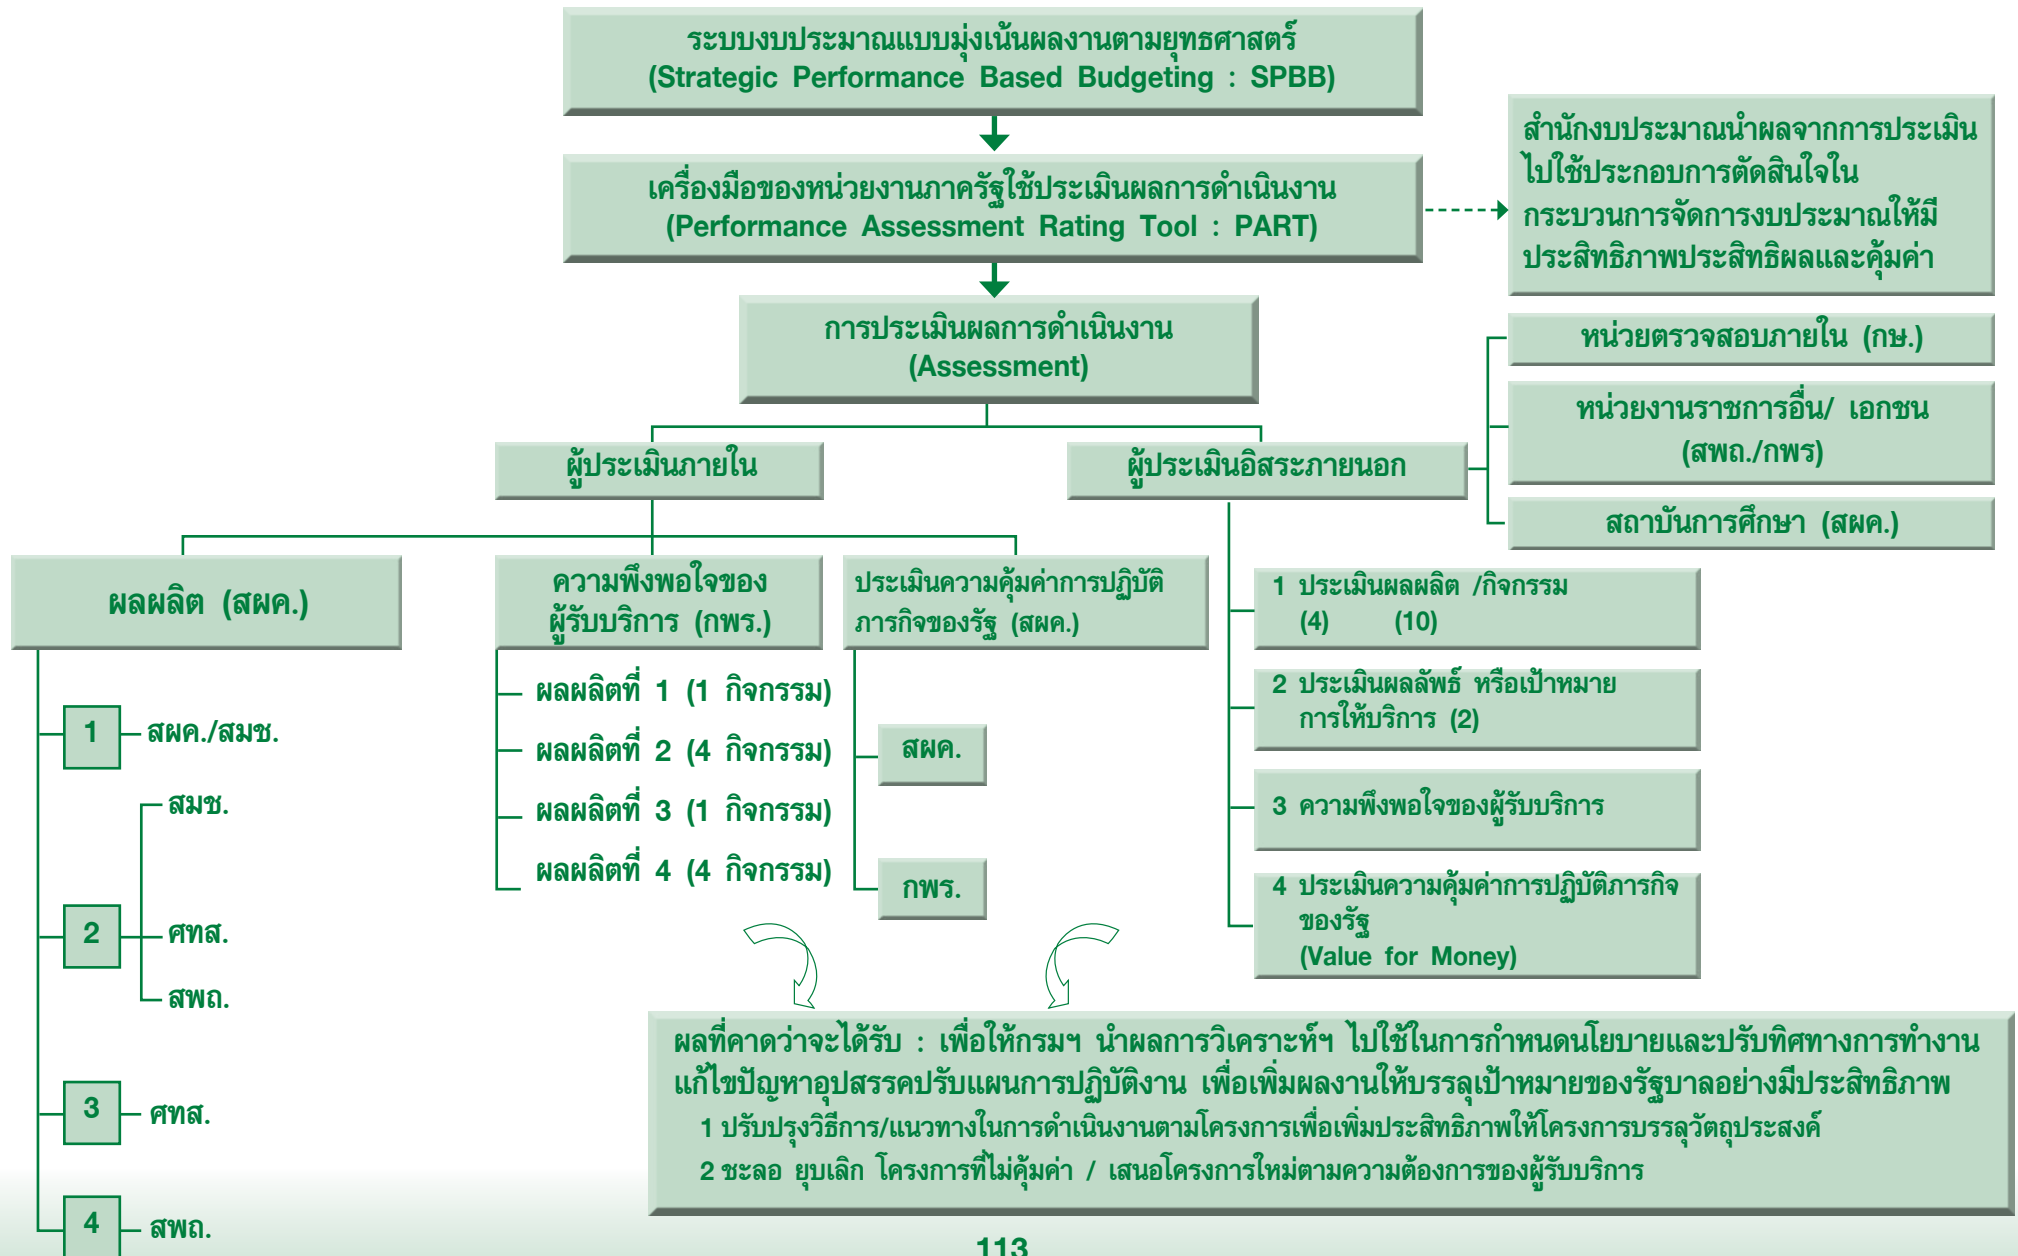 ระบบงบประมาณแบบมุ่งเน้นผลงานตามยุทธศาสตร์
(Strategic Performance Based Budgeting : SPBB)
เครื่องมือของหน่วยงานภาครัฐใช้ประเมินผลการดำเนินงาน
(Performance Assessment Rating Tool : PART)
สำนักงบประมาณนำผลจากการประเมิน
ไปใช้ประกอบการตัดสินใจใน
กระบวนการจัดการงบประมาณให้มี
ประสิทธิภาพประสิทธิผลและคุ้มค่า
การประเมินผลการดำเนินงาน
(Assessment)
ผู้ประเมินภายใน
ผู้ประเมินอิสระภายนอก
หน่วยตรวจสอบภายใน (กษ.)
หน่วยงานราชการอื่น/ เอกชน
(สพถ./กพร)
สถาบันการศึกษา (สผค.)
ผลผลิต (สผค.)
1
สผค./สมช.
2
สมช.
ศทส.
สพถ.
3
ศทส.
4
สพถ.
ความพึงพอใจของ
ผู้รับบริการ (กพร.)
ผลผลิตที่ 1 (1 กิจกรรม)
ผลผลิตที่ 2 (4 กิจกรรม)
ผลผลิตที่ 3 (1 กิจกรรม)
ผลผลิตที่ 4 (4 กิจกรรม)
ประเมินความคุ้มค่าการปฏิบัติ
ภารกิจของรัฐ (สผค.)
สผค.
กพร.
1 ประเมินผลผลิต /กิจกรรม
(4) (10)
2 ประเมินผลลัพธ์ หรือเป้าหมาย
การให้บริการ (2)
3 ความพึงพอใจของผู้รับบริการ
4 ประเมินความคุ้มค่าการปฏิบัติภารกิจ
ของรัฐ
(Value for Money)
ผลที่คาดว่าจะได้รับ : เพื่อให้กรมฯ นำผลการวิเคราะห์ฯ ไปใช้ในการกำหนดนโยบายและปรับทิศทางการทำงาน
แก้ไขปัญหาอุปสรรคปรับแผนการปฏิบัติงาน เพื่อเพิ่มผลงานให้บรรลุเป้าหมายของรัฐบาลอย่างมีประสิทธิภาพ
1 ปรับปรุงวิธีการ/แนวทางในการดำเนินงานตามโครงการเพื่อเพิ่มประสิทธิภาพให้โครงการบรรลุวัตถุประสงค์
2 ชะลอ ยุบเลิก โครงการที่ไม่คุ้มค่า / เสนอโครงการใหม่ตามความต้องการของผู้รับบริการ
113